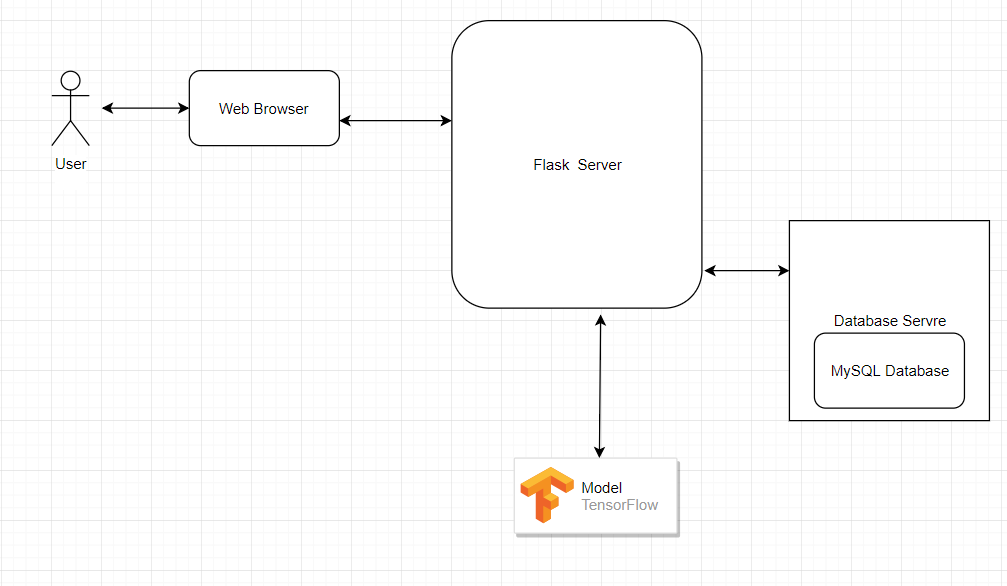 User
Web Browser
Flask  Server
Database Servre
MySQL Database
Model
TensorFlow